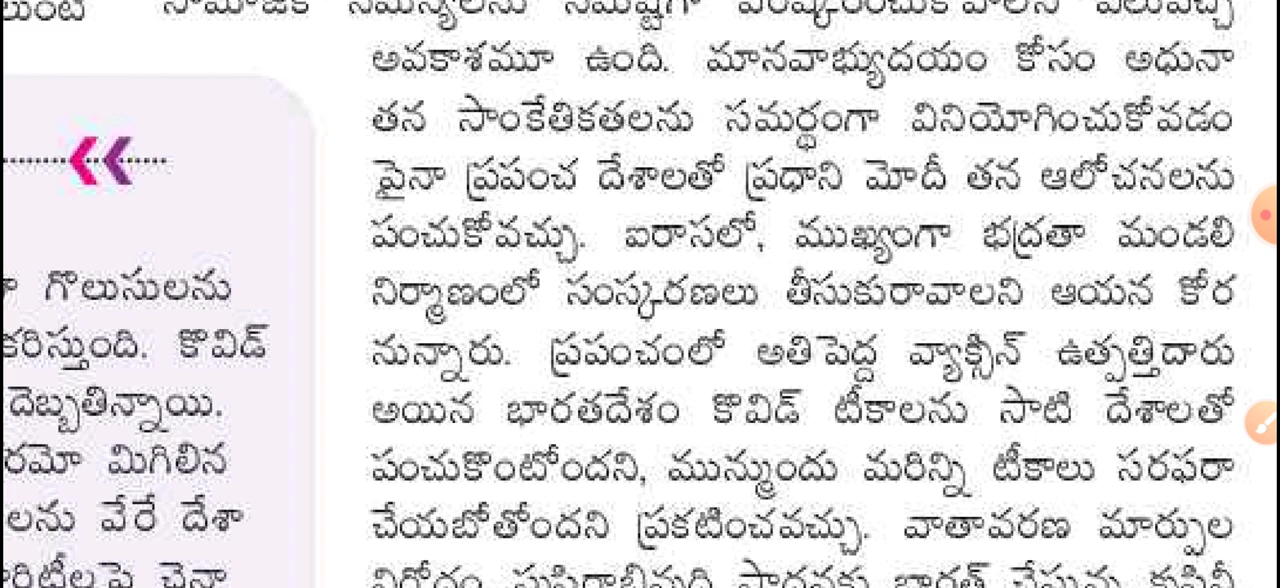 అవకాశమూ ఉంది. మానవాభ్యుదయం కోసం అధునా
తన సాంకేతికతలను సమర్థంగా వినియోగించుకోవడం
పైనా ప్రపంచ దేశాలతో ప్రధాని మోదీ తన ఆలోచనలను
పంచుకోవచ్చు. ఐరాసలో, ముఖ్యంగా భద్రతా మండలి
నిర్మాణంలో సంస్కరణలు తీసుకురావాలని ఆయన కోర
నున్నారు. ప్రపంచంలో అతిపెద్ద వ్యాక్సిన్ ఉత్పత్తిదారు
అయిన భారతదేశం కొవిడ్ టీకాలను సాటి దేశాలతో
పంచుకొంటోందని, మున్ముందు మరిన్ని టీకాలు సరఫరా
చేయబోతోందని ప్రకటించవచ్చు. వాతావరణ మార్పుల
గొలుసులను
కరిస్తుంది. కొవిడ్
దెబ్బతిన్నాయి.
రమో మిగిలిన
లను వేరే దేశా